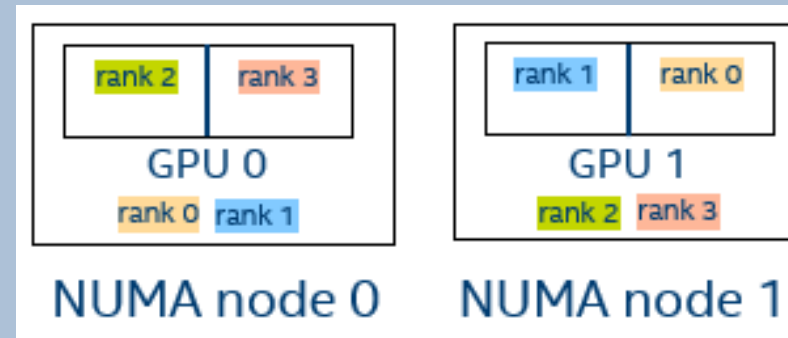 rank 2 rank 3
GPU 0
rank 0 rank 1
NUMA node 0
rank 1 rank 0
GPU 1
rank 2 rank 3
NUMA node 1